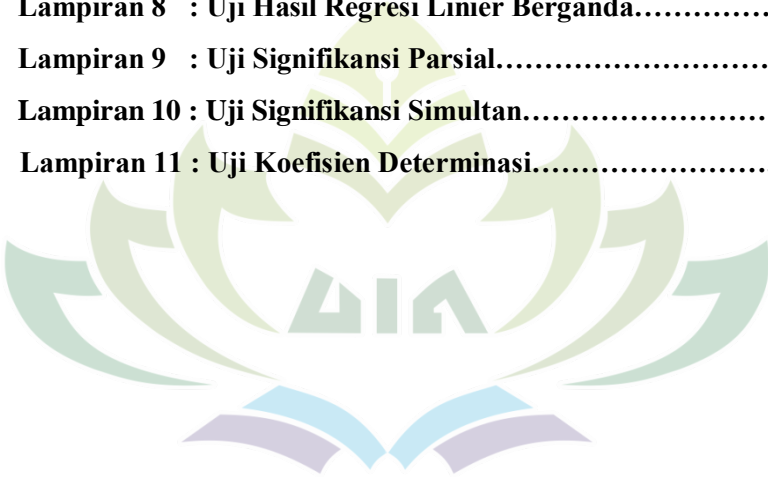 Lampiran 8 : Uji Hasil Regresi Linier Berganda................
Lampiran 9 : Uji Signifikansi Parsial............................
Lampiran 10 : Uji Signifikansi Simultan.........................
Lampiran 11 : Uji Koefisien Determinasi........................
UIN